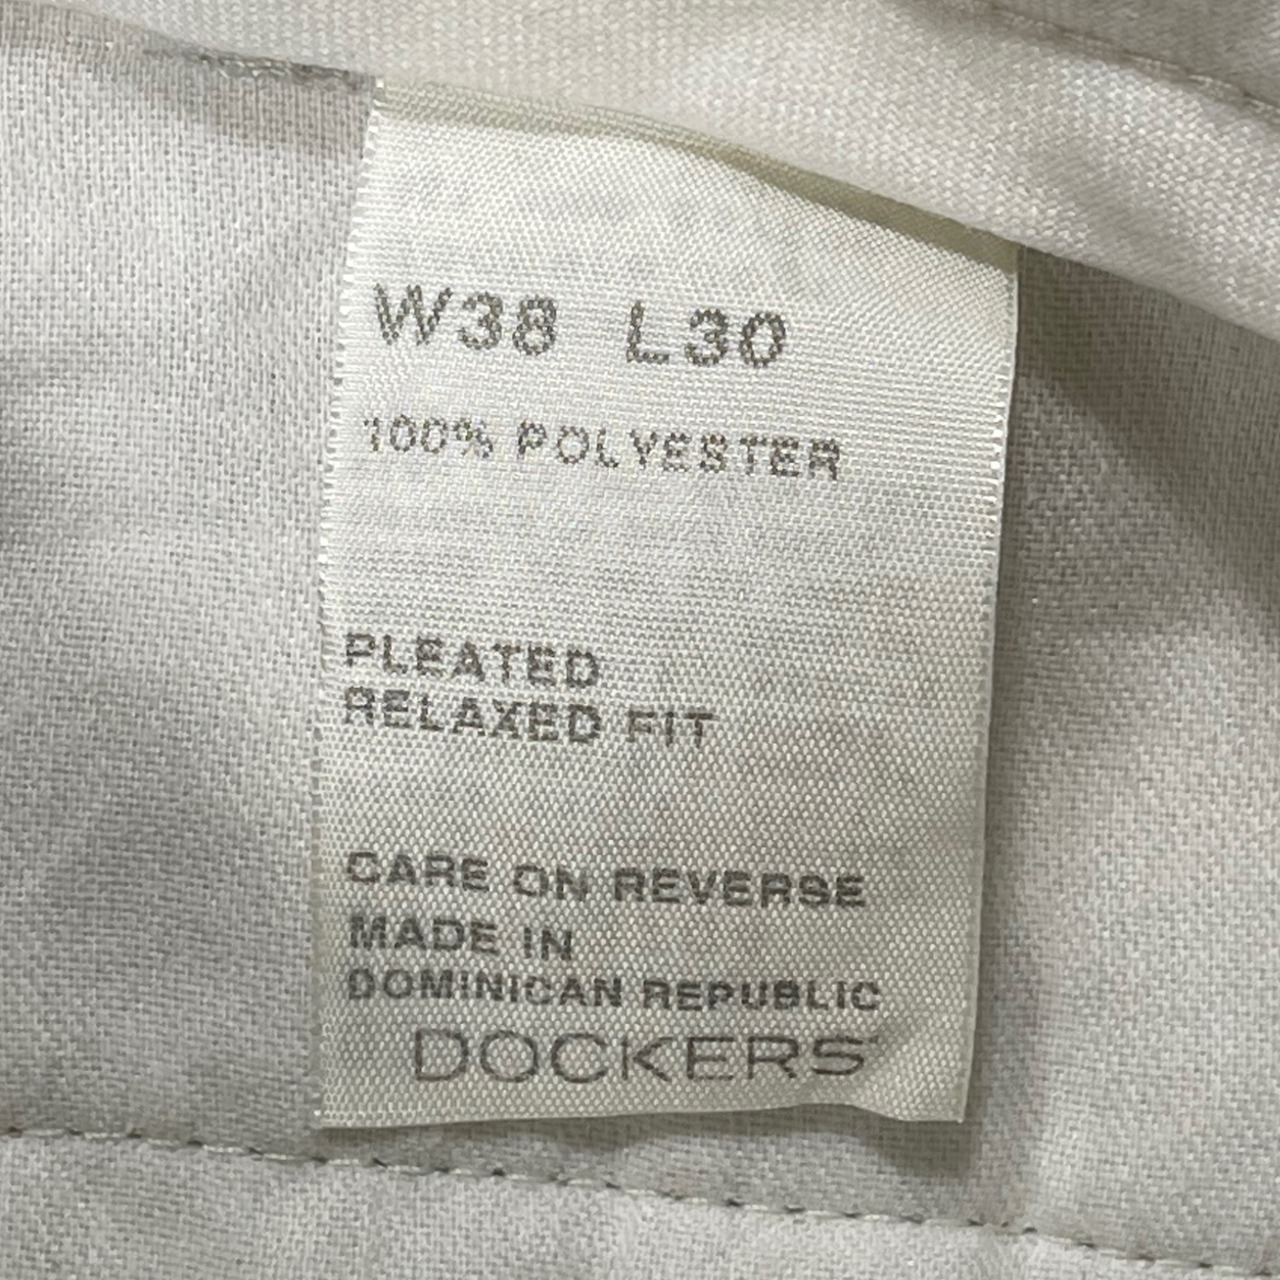 W38 L30
100% POLYESTER
PLEATED
RELAXED FIT
CARE ON REVERSE
MADE IN
DOMINICAN REPUBLIC
DOCKERS